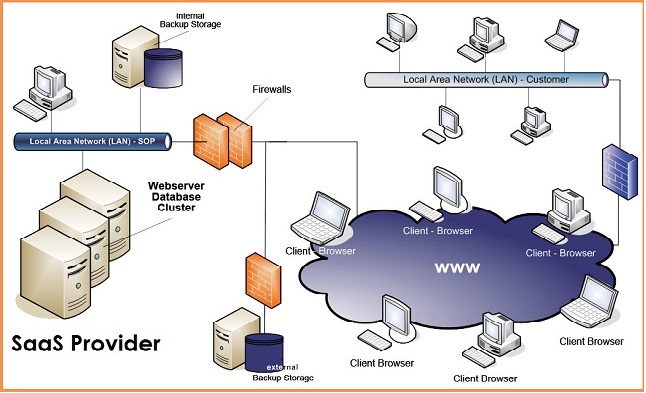 Internal
Backup Storage
Firewalls
Local Area Network (LAN) - Customer
Local Area Network (LAN) - SOP
Webserver
Database
Cluster
Client - Browser
Client - Browser
Client - Browser
www
SaaS Provider
external
Backup Storage
Client Browser
Client Browser
Client Browser